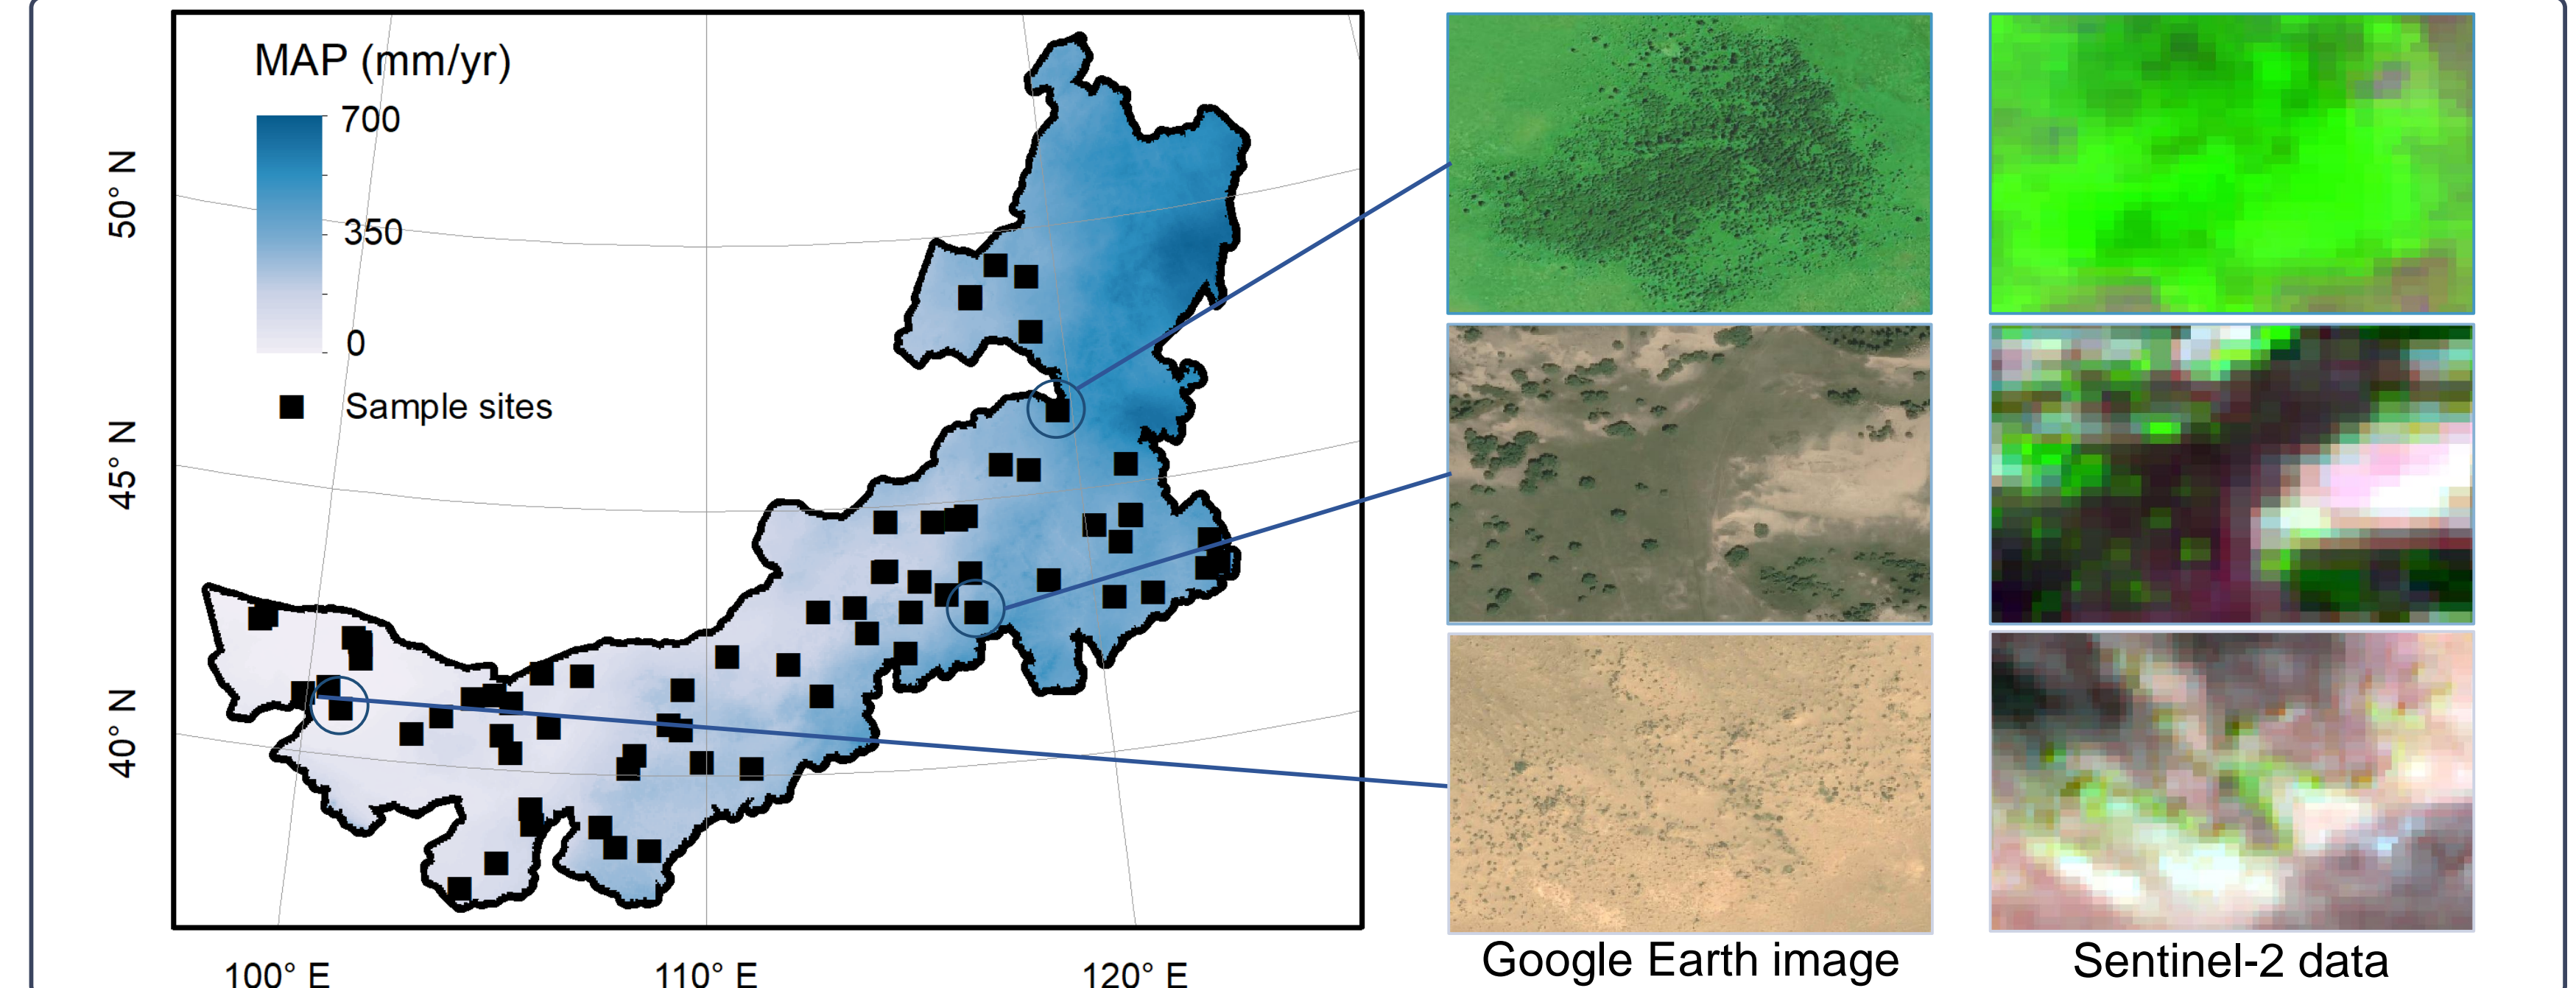 MAP (mm/yr)
700
350
0
Sample sites
50° N
45° N
40° N
100° E
110° E
120° E
Google Earth image
Sentinel-2 data